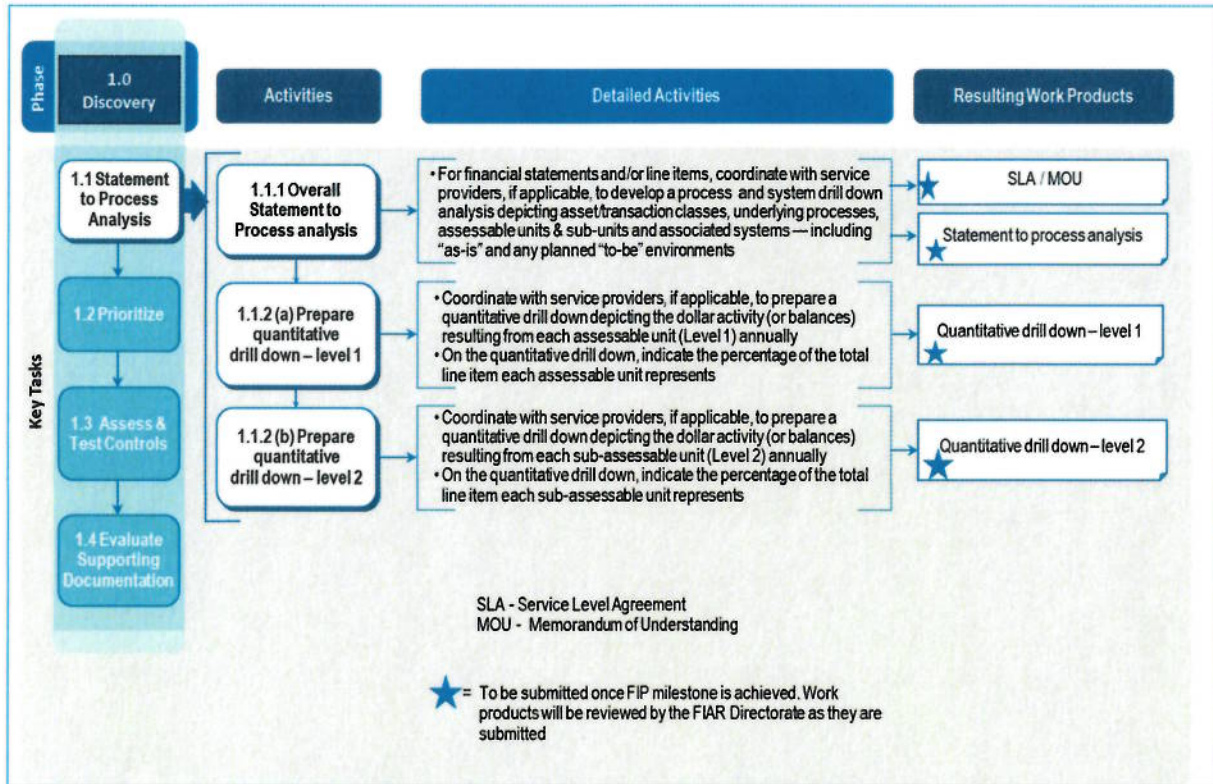 Phase
1.0
Discovery
Activities
Detailed Activities
Resulting Work Products
Key Tasks
1.1 Statement
to Process
Analysis
1.2 Prioritize
1.3 Assess &
Test Controls
1.4 Evaluate
Supporting
Documentation
1.1.1 Overall
Statement to
Process analysis
• For financial statements and/or line items, coordinate with service
providers, if applicable, to develop a process and system drill down
analysis depicting asset/transaction classes, underlying processes,
assessable units & sub-units and associated systems — including
“as-is” and any planned “to-be” environments
SLA / MOU
Statement to process analysis
1.1.2 (a) Prepare
quantitative
drill down – level 1
• Coordinate with service providers, if applicable, to prepare a
quantitative drill down depicting the dollar activity (or balances)
resulting from each assessable unit (Level 1) annually
• On the quantitative drill down, indicate the percentage of the total
line item each assessable unit represents
Quantitative drill down – level 1
1.1.2 (b) Prepare
quantitative
drill down – level 2
• Coordinate with service providers, if applicable, to prepare a
quantitative drill down depicting the dollar activity (or balances)
resulting from each sub-assessable unit (Level 2) annually
• On the quantitative drill down, indicate the percentage of the total
line item each sub-assessable unit represents
Quantitative drill down – level 2
SLA - Service Level Agreement
MOU - Memorandum of Understanding
= To be submitted once FIP milestone is achieved. Work
products will be reviewed by the FIAR Directorate as they are
submitted